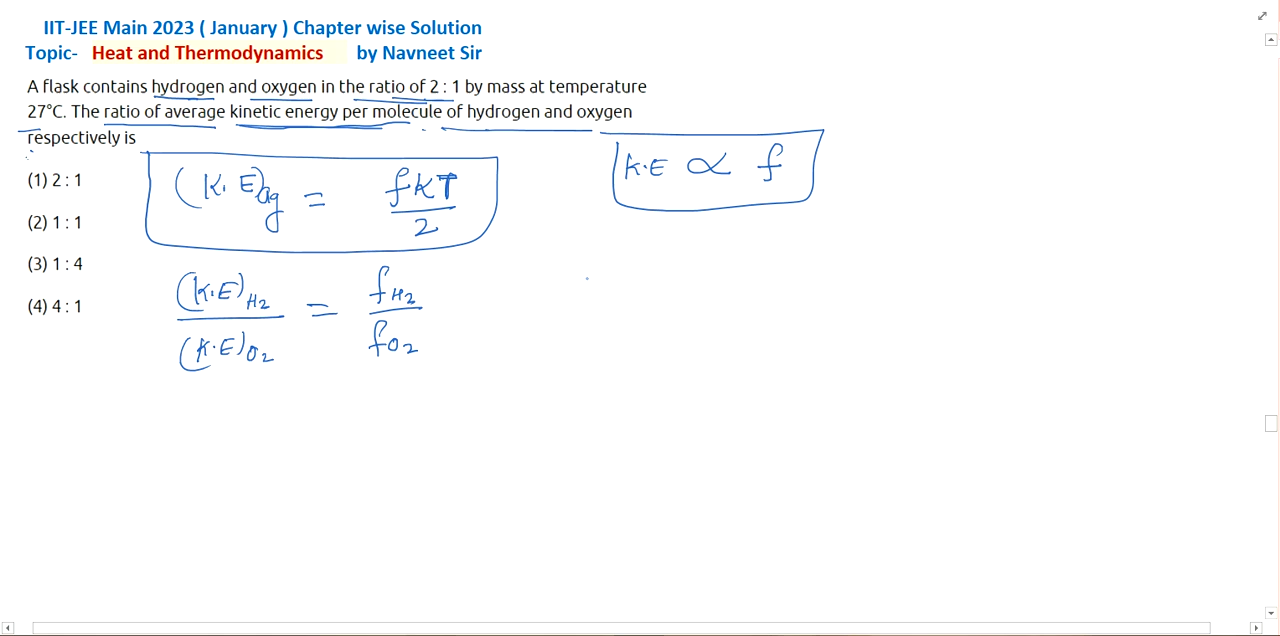 IIT-JEE Main 2023 ( January ) Chapter wise Solution
Topic- Heat and Thermodynamics by Navneet Sir
A flask contains hydrogen and oxygen in the ratio of 2 : 1 by mass at temperature
27°C. The ratio of average kinetic energy per molecule of hydrogen and oxygen
respectively is
K.E ∝ f
(1) 2 : 1
(K.E)ag = fKT/2
(2) 1 : 1
(3) 1 : 4
(4) 4 : 1
(K.E)H2/(K.E)O2 = fH2/fO2